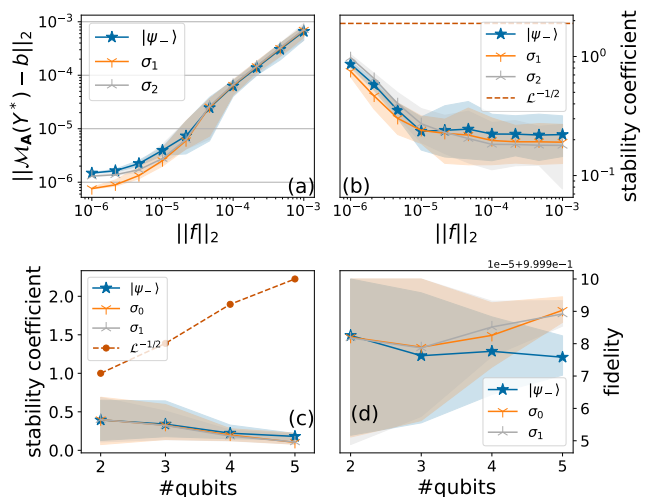 ||𝓜_A(Y*) − b||₂
10⁻³
10⁻⁴
10⁻⁵
10⁻⁶
|ψ₋⟩
σ₁
σ₂
(a)
10⁻⁶ 10⁻⁵ 10⁻⁴ 10⁻³
||f||₂
|ψ₋⟩
σ₁
σ₂
ℒ^{-1/2}
(b)
10⁰
10⁻¹
stability coefficient
10⁻⁶ 10⁻⁵ 10⁻⁴ 10⁻³
||f||₂
stability coefficient
2.0
1.5
1.0
0.5
0.0
|ψ₋⟩
σ₀
σ₁
ℒ^{-1/2}
(c)
2 3 4 5
#qubits
1e−5+9.999e−1
10
9
8
7
6
5
fidelity
(d)
|ψ₋⟩
σ₀
σ₁
2 3 4 5
#qubits